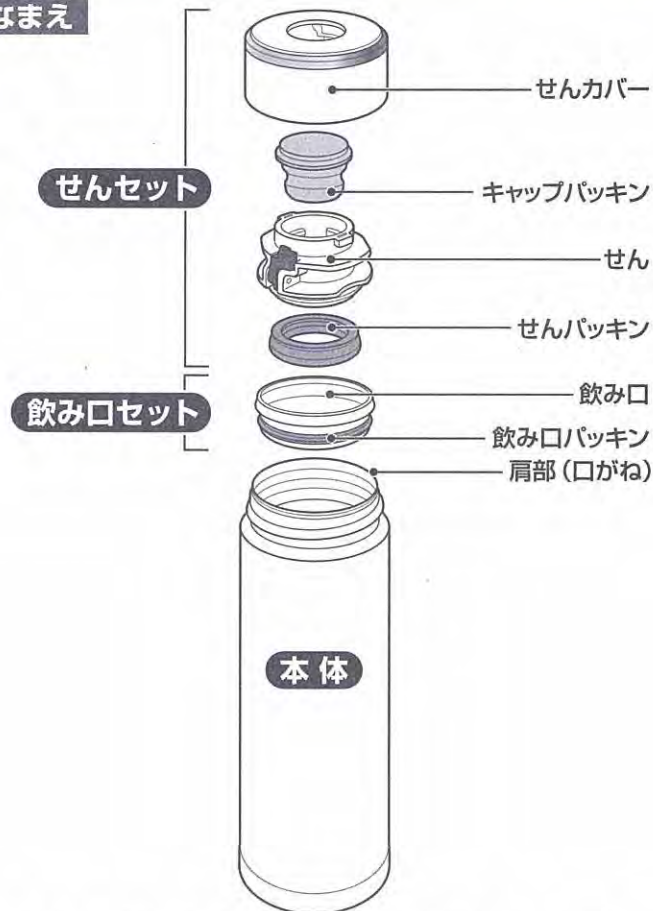 なまえ
せんカバー
せんセット
キャップパッキン
せん
せんパッキン
飲み口
飲み口セット
飲み口パッキン
肩部（口がね）
本体